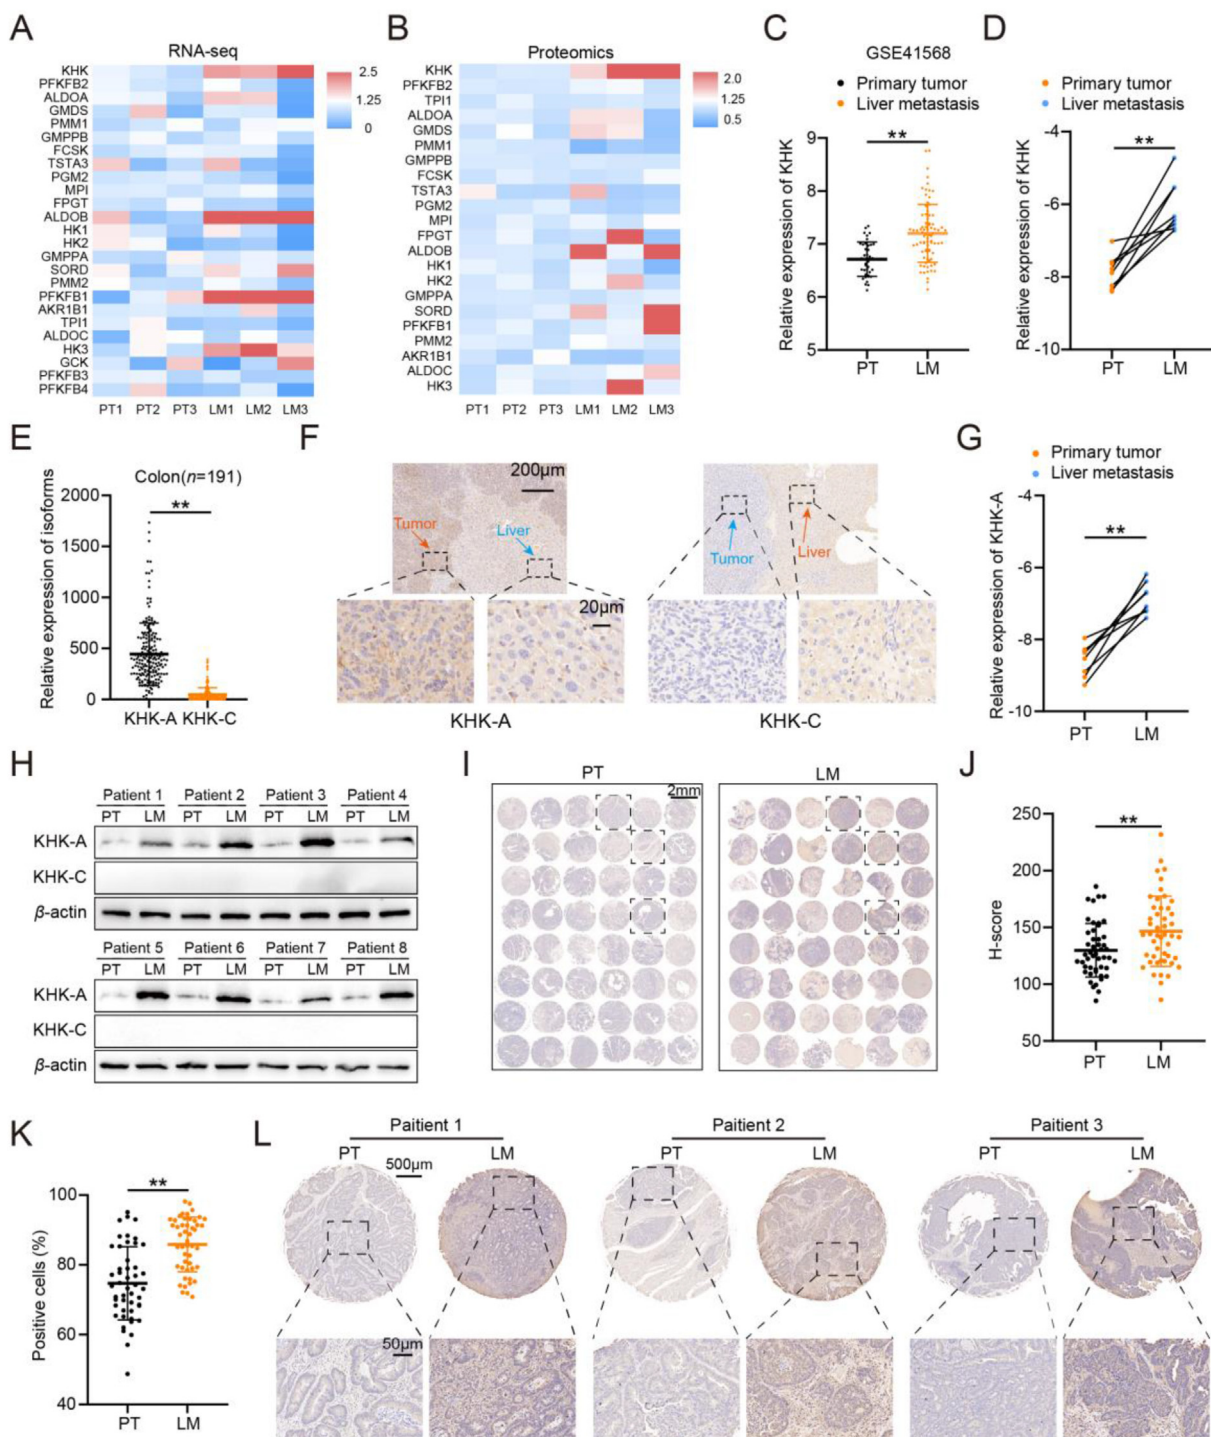 A
RNA-seq
KHK
PFKFB2
ALDOA
GMDS
PMM1
GMPPB
FCSK
TSTA3
PGM2
MPI
FPGT
ALDOB
HK1
HK2
GMPPA
SORD
PMM2
PFKFB1
AKR1B1
TPI1
ALDOC
HK3
GCK
PFKFB3
PFKFB4
PT1 PT2 PT3 LM1 LM2 LM3
2.5
1.25
0
B
Proteomics
KHK
PFKFB2
TPI1
ALDOA
GMDS
PMM1
GMPPB
FCSK
TSTA3
PGM2
MPI
FPGT
ALDOB
HK1
HK2
GMPPA
SORD
PFKFB1
PMM2
AKR1B1
ALDOC
HK3
PT1 PT2 PT3 LM1 LM2 LM3
2.0
1.25
0.5
C
GSE41568
Primary tumor
Liver metastasis
Relative expression of KHK
9
8
7
6
5
**
PT LM
D
Primary tumor
Liver metastasis
Relative expression of KHK
-4
-6
-8
-10
**
PT LM
E
Colon(n=191)
Relative expression of isoforms
2000
1500
1000
500
0
**
KHK-A KHK-C
F
200μm
Tumor
Liver
20μm
KHK-A
Tumor
Liver
KHK-C
G
Primary tumor
Liver metastasis
Relative expression of KHK-A
-4
-6
-8
-10
**
PT LM
H
Patient 1 Patient 2 Patient 3 Patient 4
PT LM PT LM PT LM PT LM
KHK-A
KHK-C
β-actin
Patient 5 Patient 6 Patient 7 Patient 8
PT LM PT LM PT LM PT LM
KHK-A
KHK-C
β-actin
I
PT
2mm
LM
J
H-score
250
200
150
100
50
**
PT LM
K
Positive cells (%)
100
80
60
40
**
PT LM
L
Paitient 1 Paitient 2 Paitient 3
PT LM PT LM PT LM
500μm
50μm